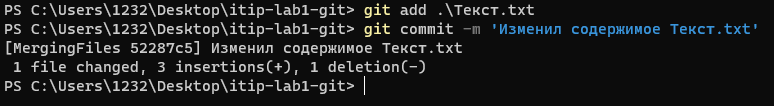 PS C:\Users\1232\Desktop\itip-lab1-git> git add .\Текст.txt
PS C:\Users\1232\Desktop\itip-lab1-git> git commit -m 'Изменил содержимое Текст.txt'
[MergingFiles 52287c5] Изменил содержимое Текст.txt
 1 file changed, 3 insertions(+), 1 deletion(-)
PS C:\Users\1232\Desktop\itip-lab1-git>